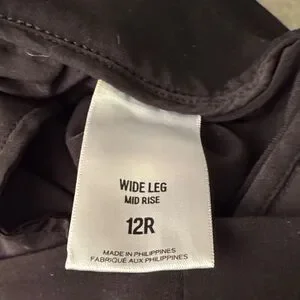 WIDE LEG
MID RISE
12R
MADE IN PHILIPPINES
FABRIQUÉ AUX PHILIPPINES